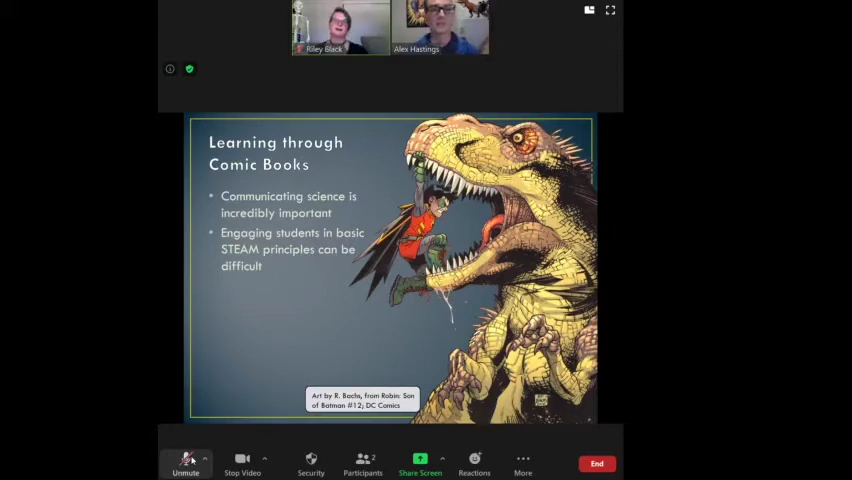 Riley Black
Alex Hastings
Learning through
Comic Books
• Communicating science is
incredibly important
• Engaging students in basic
STEAM principles can be
difficult
Art by R. Bachs, from Robin: Son
of Batman #12; DC Comics
Unmute
Stop Video
Security
Participants
2
Share Screen
Reactions
More
End